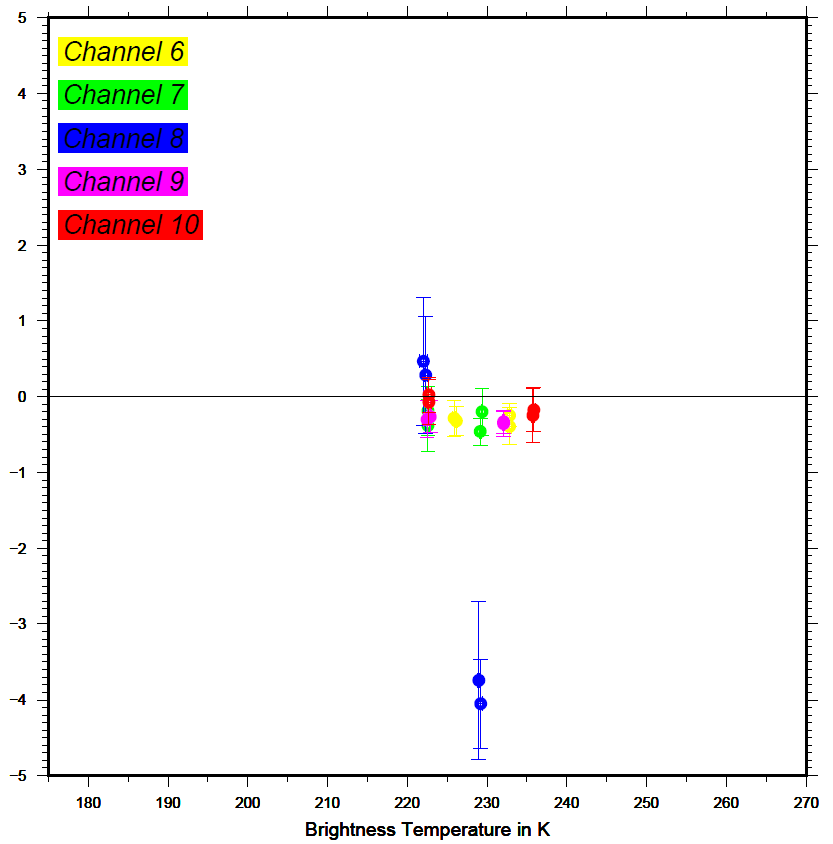 5
Channel 6
4
Channel 7
Channel 8
3
Channel 9
Channel 10
2
1
0
−1
−2
−3
−4
−5
180 190 200 210 220 230 240 250 260 270
Brightness Temperature in K